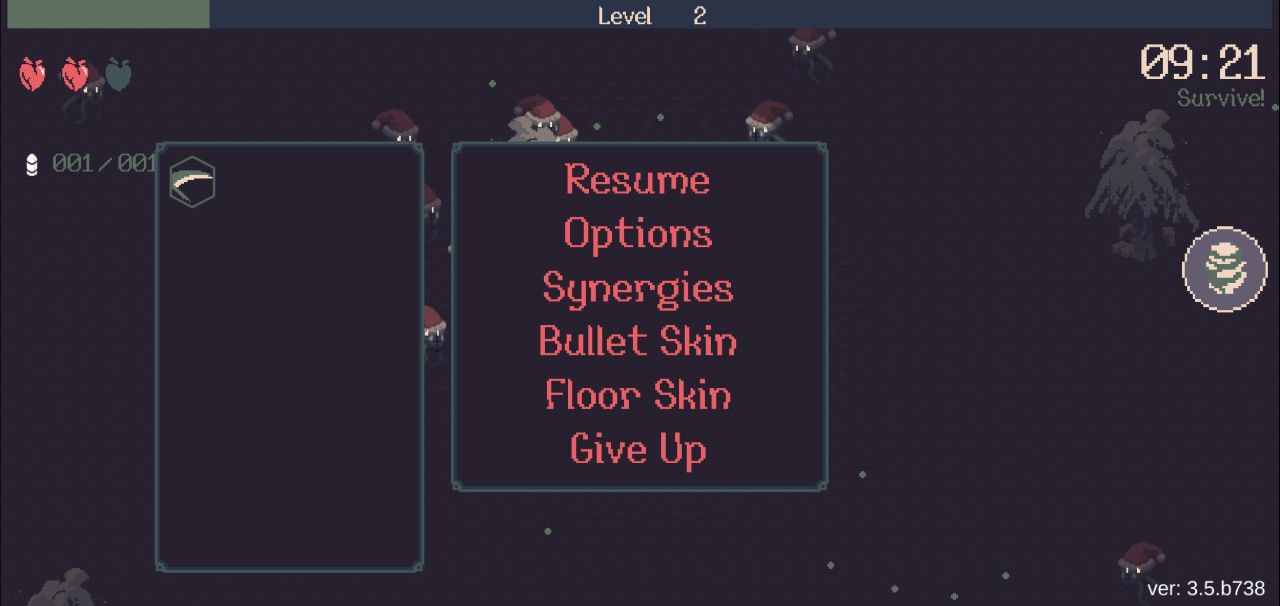 Level 2
09:21
Survive!
001/001
Resume
Options
Synergies
Bullet Skin
Floor Skin
Give Up
ver: 3.5.b738